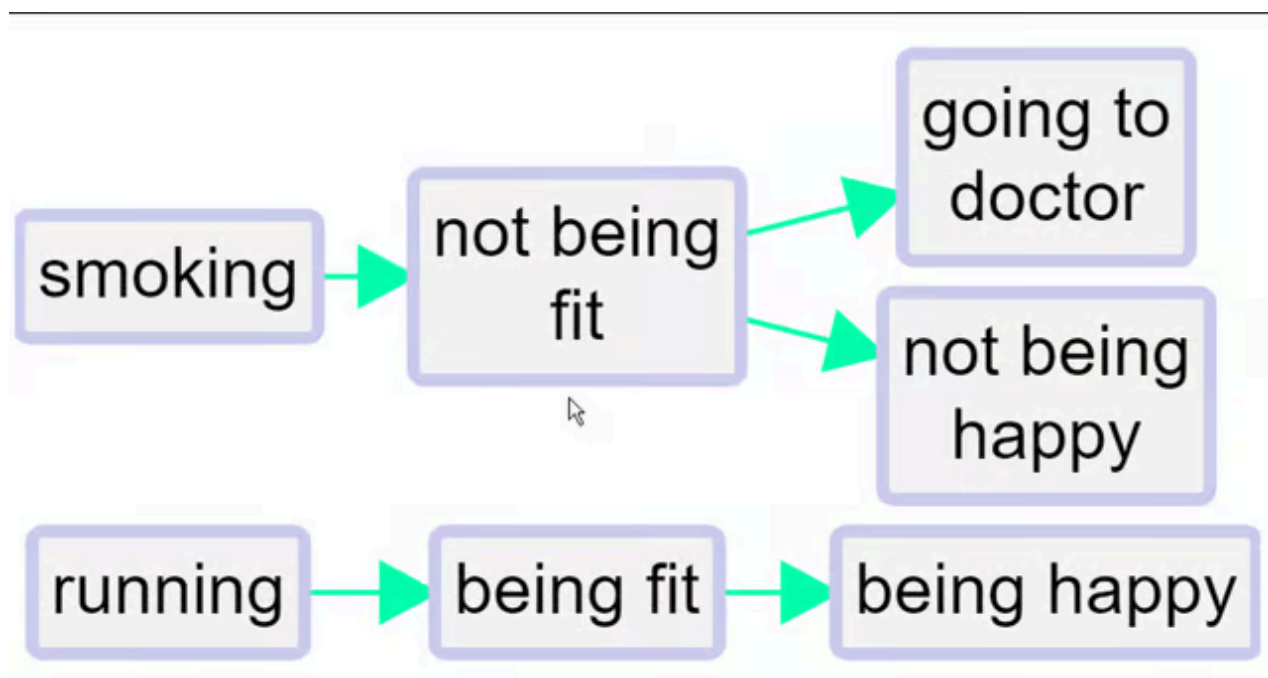 smoking
not being
fit
going to
doctor
not being
happy
running
being fit
being happy